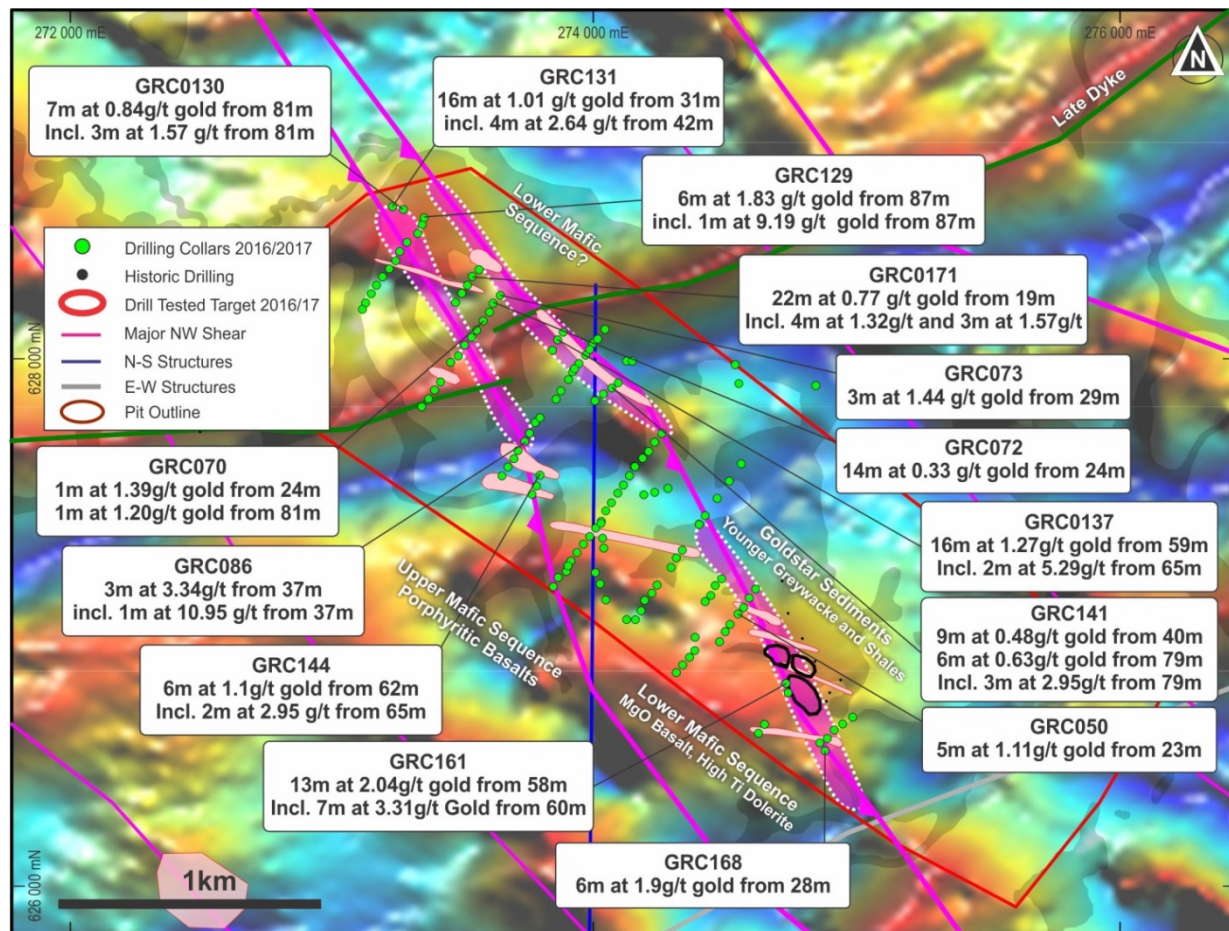 272 000 mE
274 000 mE
276 000 mE
N
GRC0130
7m at 0.84g/t gold from 81m
Incl. 3m at 1.57 g/t from 81m
GRC131
16m at 1.01 g/t gold from 31m
incl. 4m at 2.64 g/t from 42m
Late Dyke
GRC129
6m at 1.83 g/t gold from 87m
incl. 1m at 9.19 g/t gold from 87m
Lower Mafic
Sequence?
Drilling Collars 2016/2017
Historic Drilling
Drill Tested Target 2016/17
Major NW Shear
N-S Structures
E-W Structures
Pit Outline
GRC0171
22m at 0.77 g/t gold from 19m
Incl. 4m at 1.32g/t and 3m at 1.57g/t
628 000 mN
GRC073
3m at 1.44 g/t gold from 29m
GRC072
14m at 0.33 g/t gold from 24m
GRC070
1m at 1.39g/t gold from 24m
1m at 1.20g/t gold from 81m
GRC0137
16m at 1.27g/t gold from 59m
Incl. 2m at 5.29g/t from 65m
GRC086
3m at 3.34g/t from 37m
incl. 1m at 10.95 g/t from 37m
Goldstar Sediments
Younger Greywacke and Shales
Upper Mafic Sequence
Porphyritic Basalts
GRC141
9m at 0.48g/t gold from 40m
6m at 0.63g/t gold from 79m
Incl. 3m at 2.95g/t from 79m
GRC144
6m at 1.1g/t gold from 62m
Incl. 2m at 2.95 g/t from 65m
Lower Mafic Sequence
MgO Basalt, High Ti Dolerite
GRC050
5m at 1.11g/t gold from 23m
GRC161
13m at 2.04g/t gold from 58m
Incl. 7m at 3.31g/t Gold from 60m
GRC168
6m at 1.9g/t gold from 28m
626 000 mN
1km